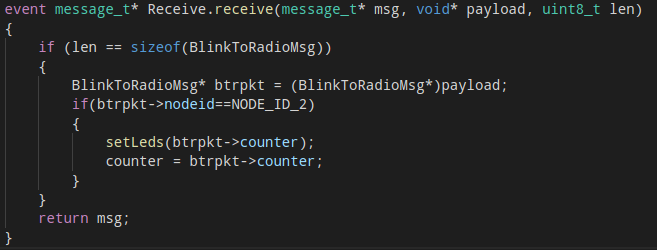 event message_t* Receive.receive(message_t* msg, void* payload, uint8_t len)
{
    if (len == sizeof(BlinkToRadioMsg))
    {
        BlinkToRadioMsg* btrpkt = (BlinkToRadioMsg*)payload;
        if(btrpkt->nodeid==NODE_ID_2)
        {
            setLeds(btrpkt->counter);
            counter = btrpkt->counter;
        }
    }
    return msg;
}